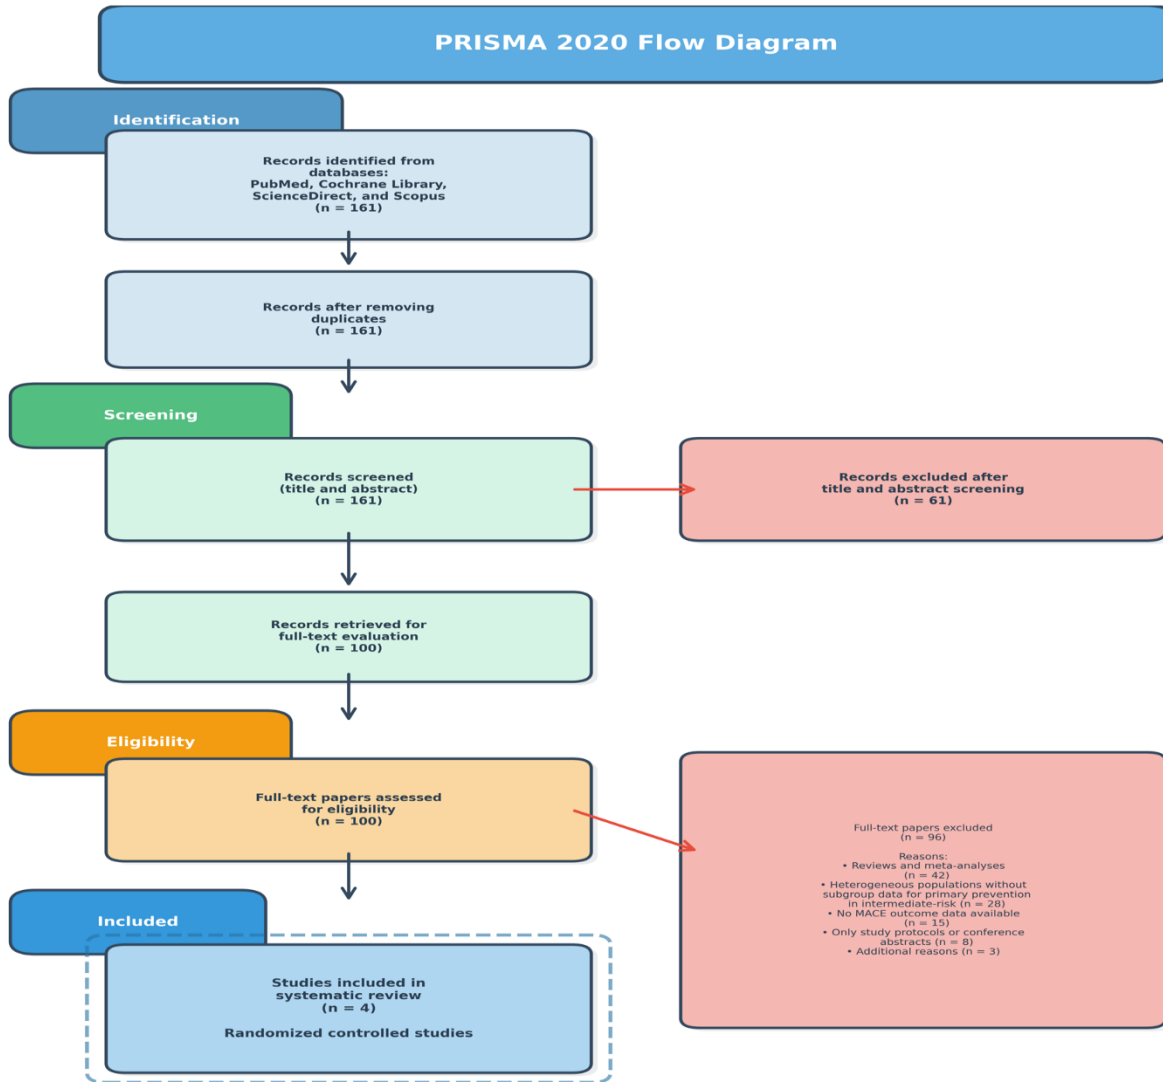 PRISMA 2020 Flow Diagram
Identification
Records identified from
databases:
PubMed, Cochrane Library,
ScienceDirect, and Scopus
(n = 161)
Records after removing
duplicates
(n = 161)
Screening
Records screened
(title and abstract)
(n = 161)
Records excluded after
title and abstract screening
(n = 61)
Records retrieved for
full-text evaluation
(n = 100)
Eligibility
Full-text papers assessed
for eligibility
(n = 100)
Full-text papers excluded
(n = 96)
Reasons:
• Reviews and meta-analyses
(n = 42)
• Heterogeneous populations without
subgroup data for primary prevention
in intermediate-risk (n = 28)
• No MACE outcome data available
(n = 15)
• Only study protocols or conference
abstracts (n = 8)
• Additional reasons (n = 3)
Included
Studies included in
systematic review
(n = 4)
Randomized controlled studies